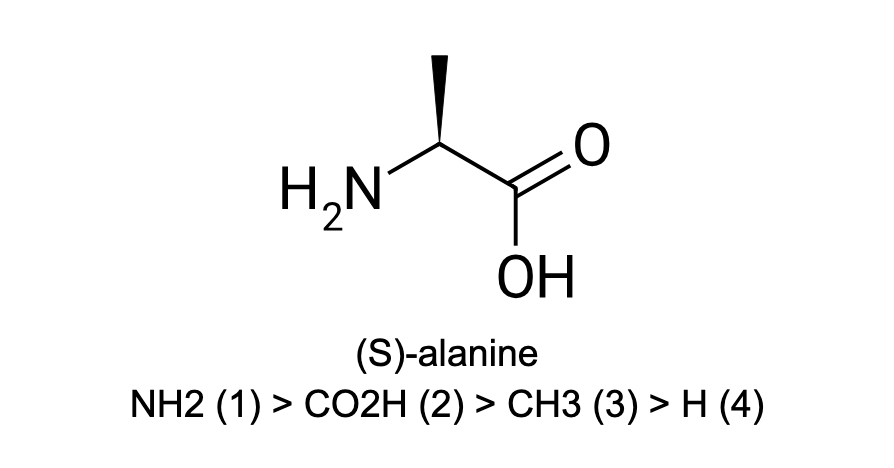 O
H2N
OH
(S)-alanine
NH2 (1) > CO2H (2) > CH3 (3) > H (4)